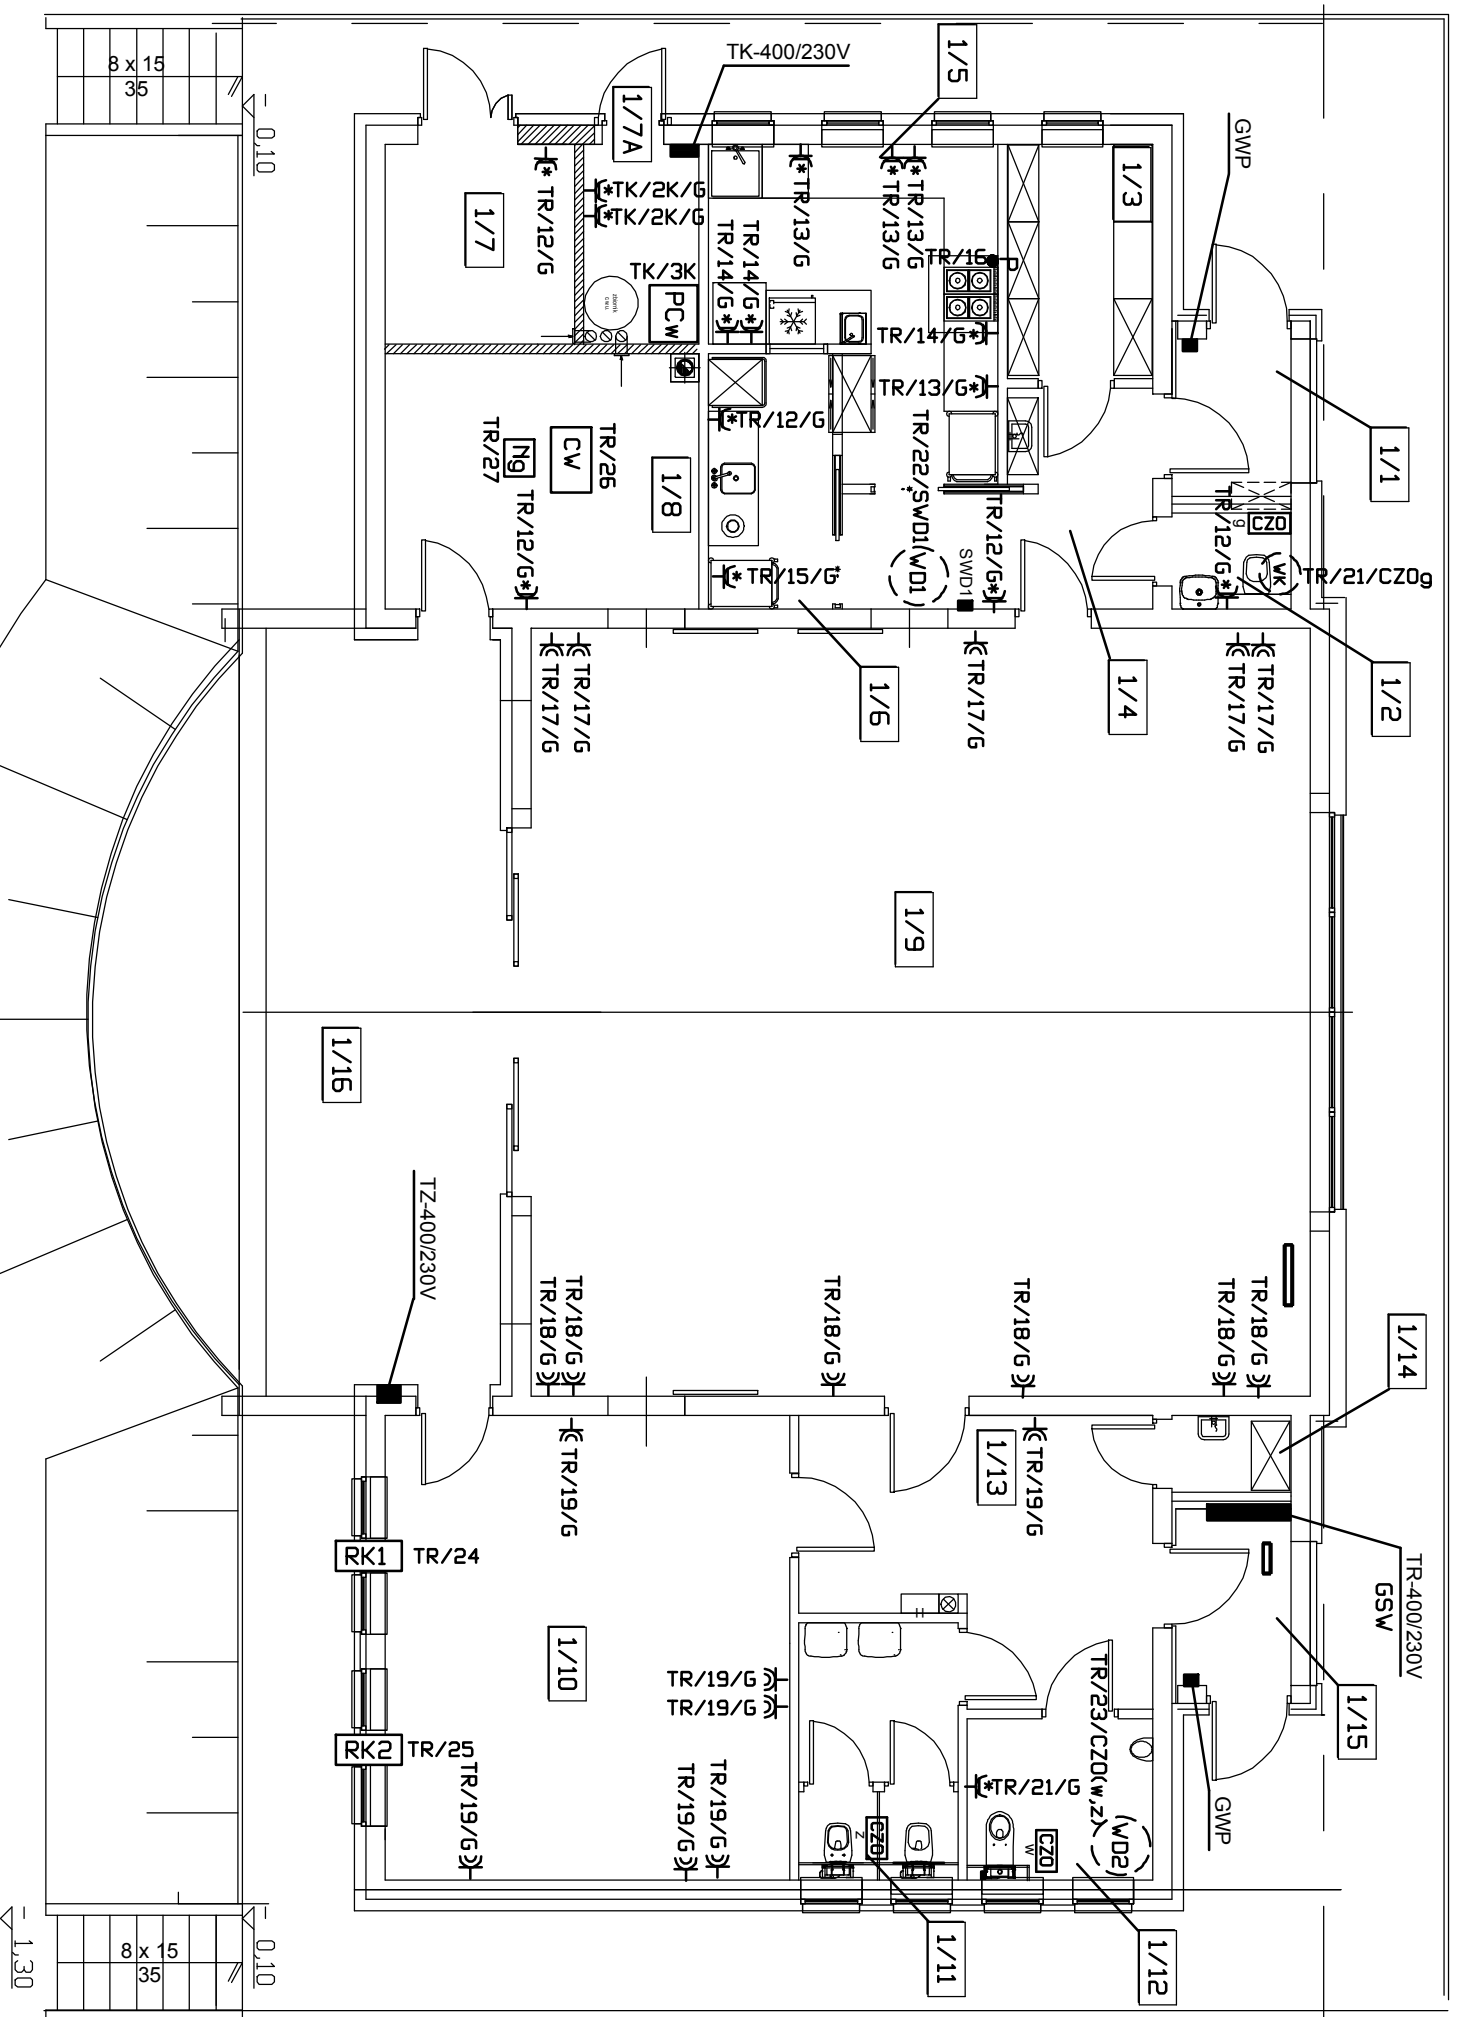 8 x 15
35
- 0,10
TK-400/230V
1/5
GWP
1/7A
1/3
1/7
TR/12/G
*TK/2K/G
*TK/2K/G
TR/13/G
TR/13/G
TR/13/G
TR/14/G
TR/14/G
TK/3K
PCw
TR/16
P
TR/14/G*
TR/13/G*
*TR/12/G
1/1
TR/26
CW
Ng
TR/27
1/8
TR/12/G*
TR/22/SWD1(WD1)
SWD1
TR/12/G*
TR/12/G*
CZO
g
WK
TR/21/CZOg
* TR/15/G*
1/2
1/4
1/6
TR/17/G
TR/17/G
TR/17/G
TR/17/G
TR/17/G
1/9
1/16
TZ-400/230V
TR/18/G
TR/18/G
TR/18/G
TR/18/G
TR/18/G
TR/18/G
1/14
TR/19/G
1/13
TR/19/G
RK1
TR/24
TR-400/230V
GSW
1/10
TR/19/G
TR/19/G
1/15
RK2
TR/25
TR/23/CZO(w,z)
(WD2)
GWP
TR/19/G
TR/19/G
TR/19/G
*TR/21/G
CZO
z
CZO
w
1/11
1/12
8 x 15
35
- 0,10
- 1,30